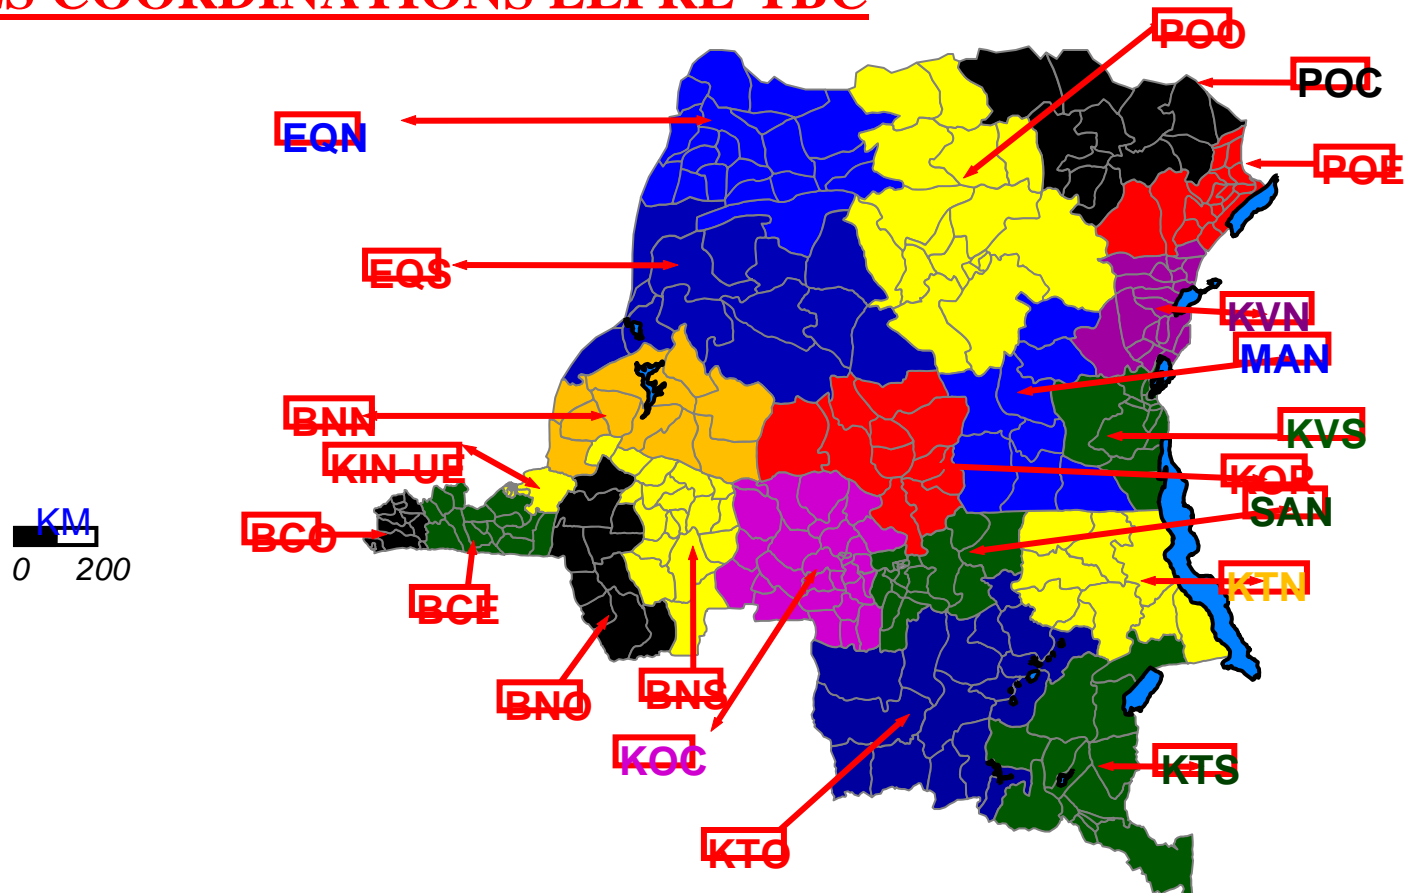 COORDINATIONS LEPRE-TBC
POO
POC
EQN
POE
EQS
KVN
MAN
BNN
KVS
KIN-UE
KOR
SAN
KM
BCO
0 200
KTN
BCE
BNS
BNO
KOC
KTS
KTO